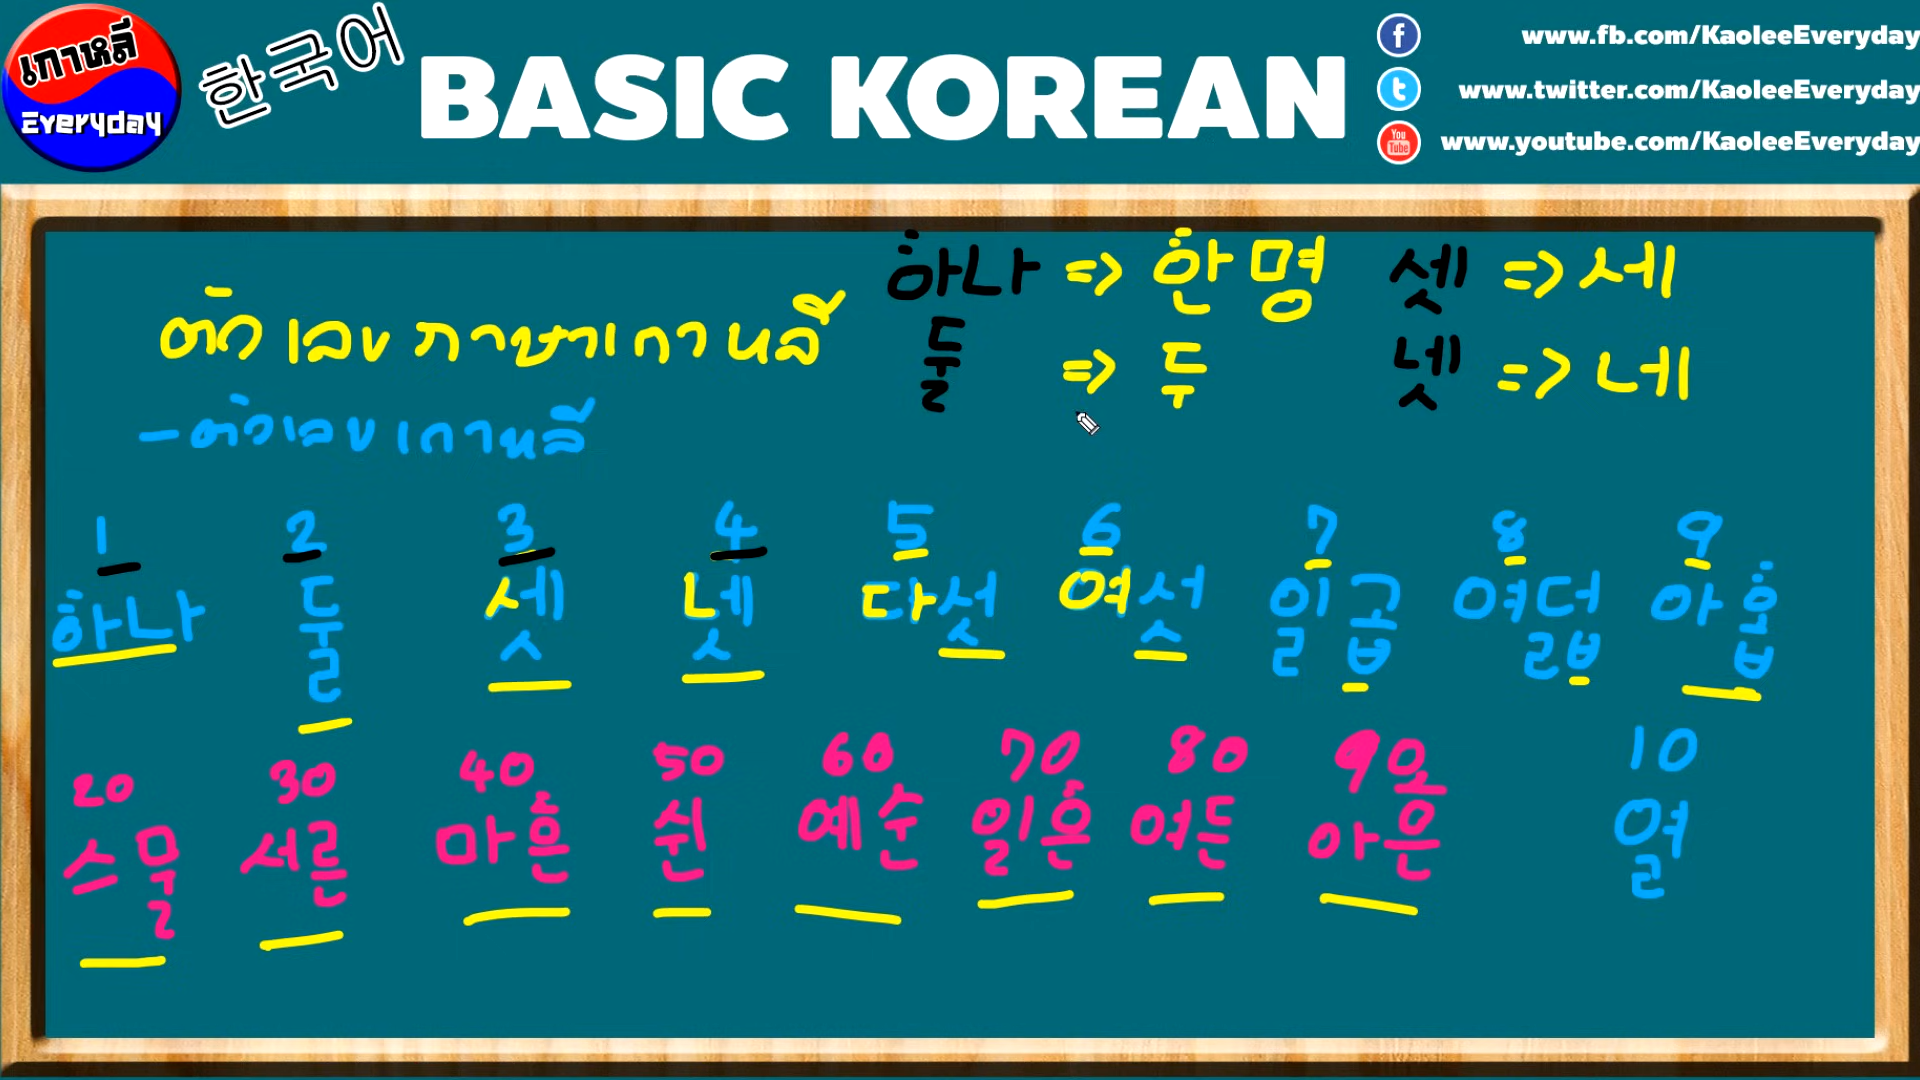 เกาหลี
Everyday
한국어
BASIC KOREAN
www.fb.com/KaoleeEveryday
www.twitter.com/KaoleeEveryday
You Tube www.youtube.com/KaoleeEveryday
하나 => 한 명 셋 => 세
ตัวเลขภาษาเกาหลี
둘 => 두 넷 => 네
-ตัวเลขเกาหลี
1 2 3 4 5 6 7 8 9
하나 둘 셋 넷 다섯 여섯 일곱 여덟 아홉
20 30 40 50 60 70 80 90 10
스물 서른 마흔 쉰 예순 일흔 여든 아흔 열